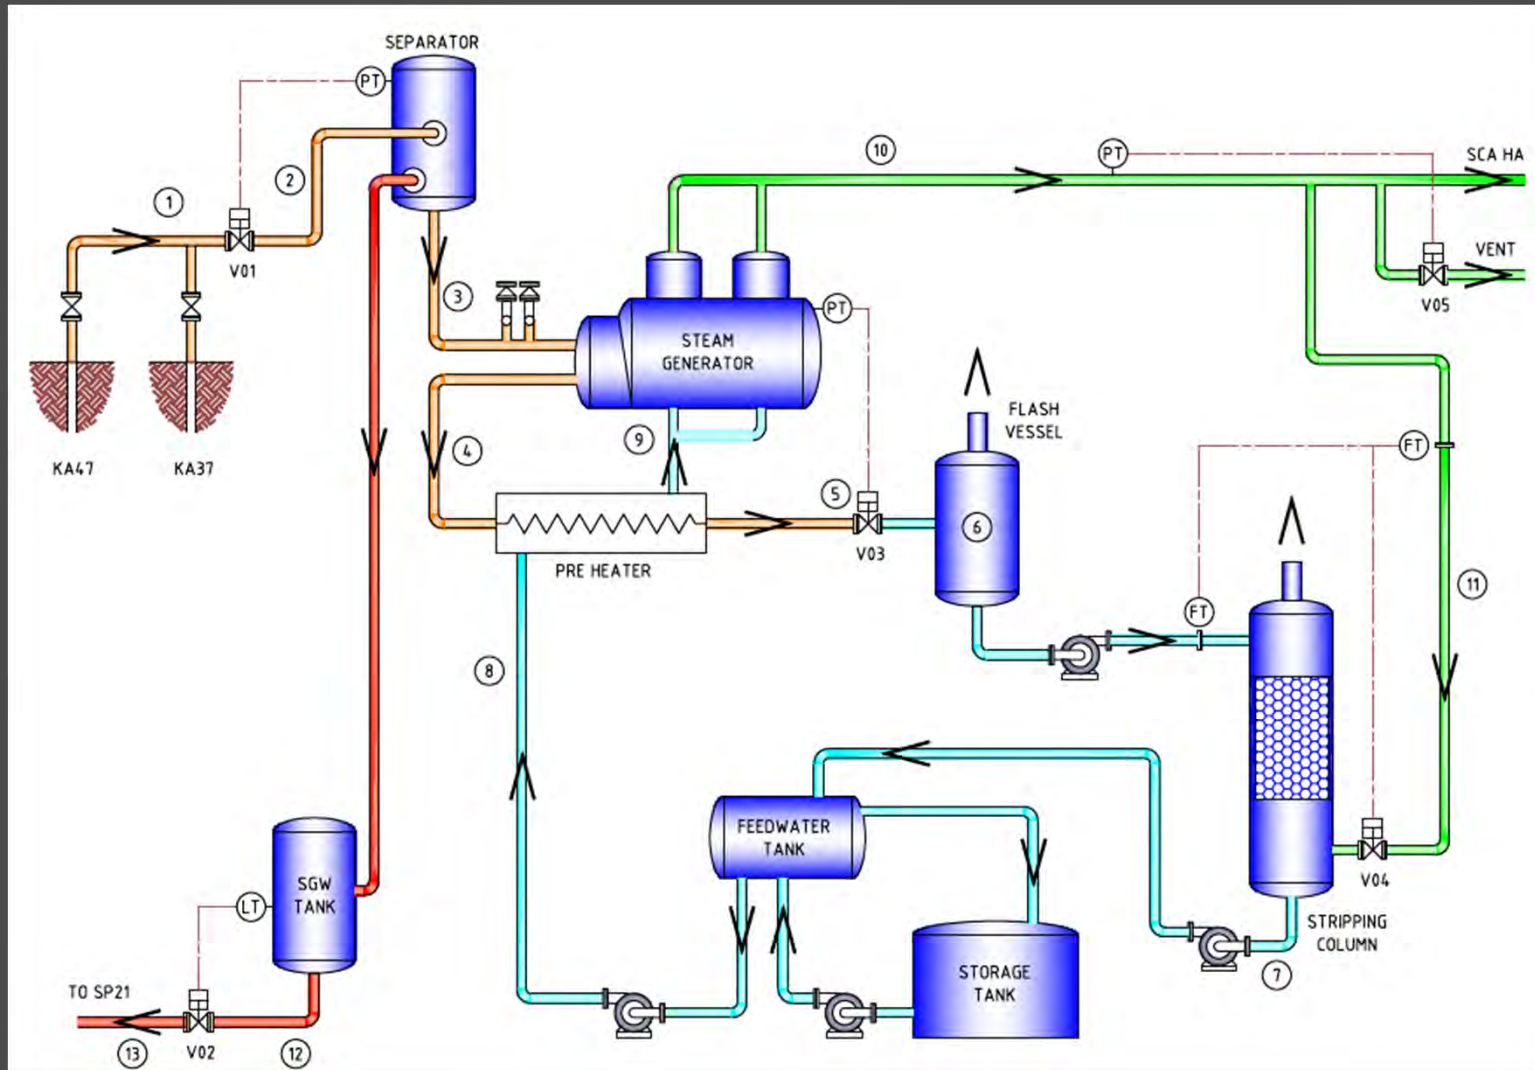 SEPARATOR
PT
10
PT
SCA HA
2
1
V01
VENT
V05
3
PT
STEAM
GENERATOR
FLASH
VESSEL
9
FT
4
KA47
KA37
5
6
V03
PRE HEATER
11
FT
8
FEEDWATER
TANK
V04
SGW
TANK
LT
STRIPPING
COLUMN
7
STORAGE
TANK
TO SP21
13
V02
12